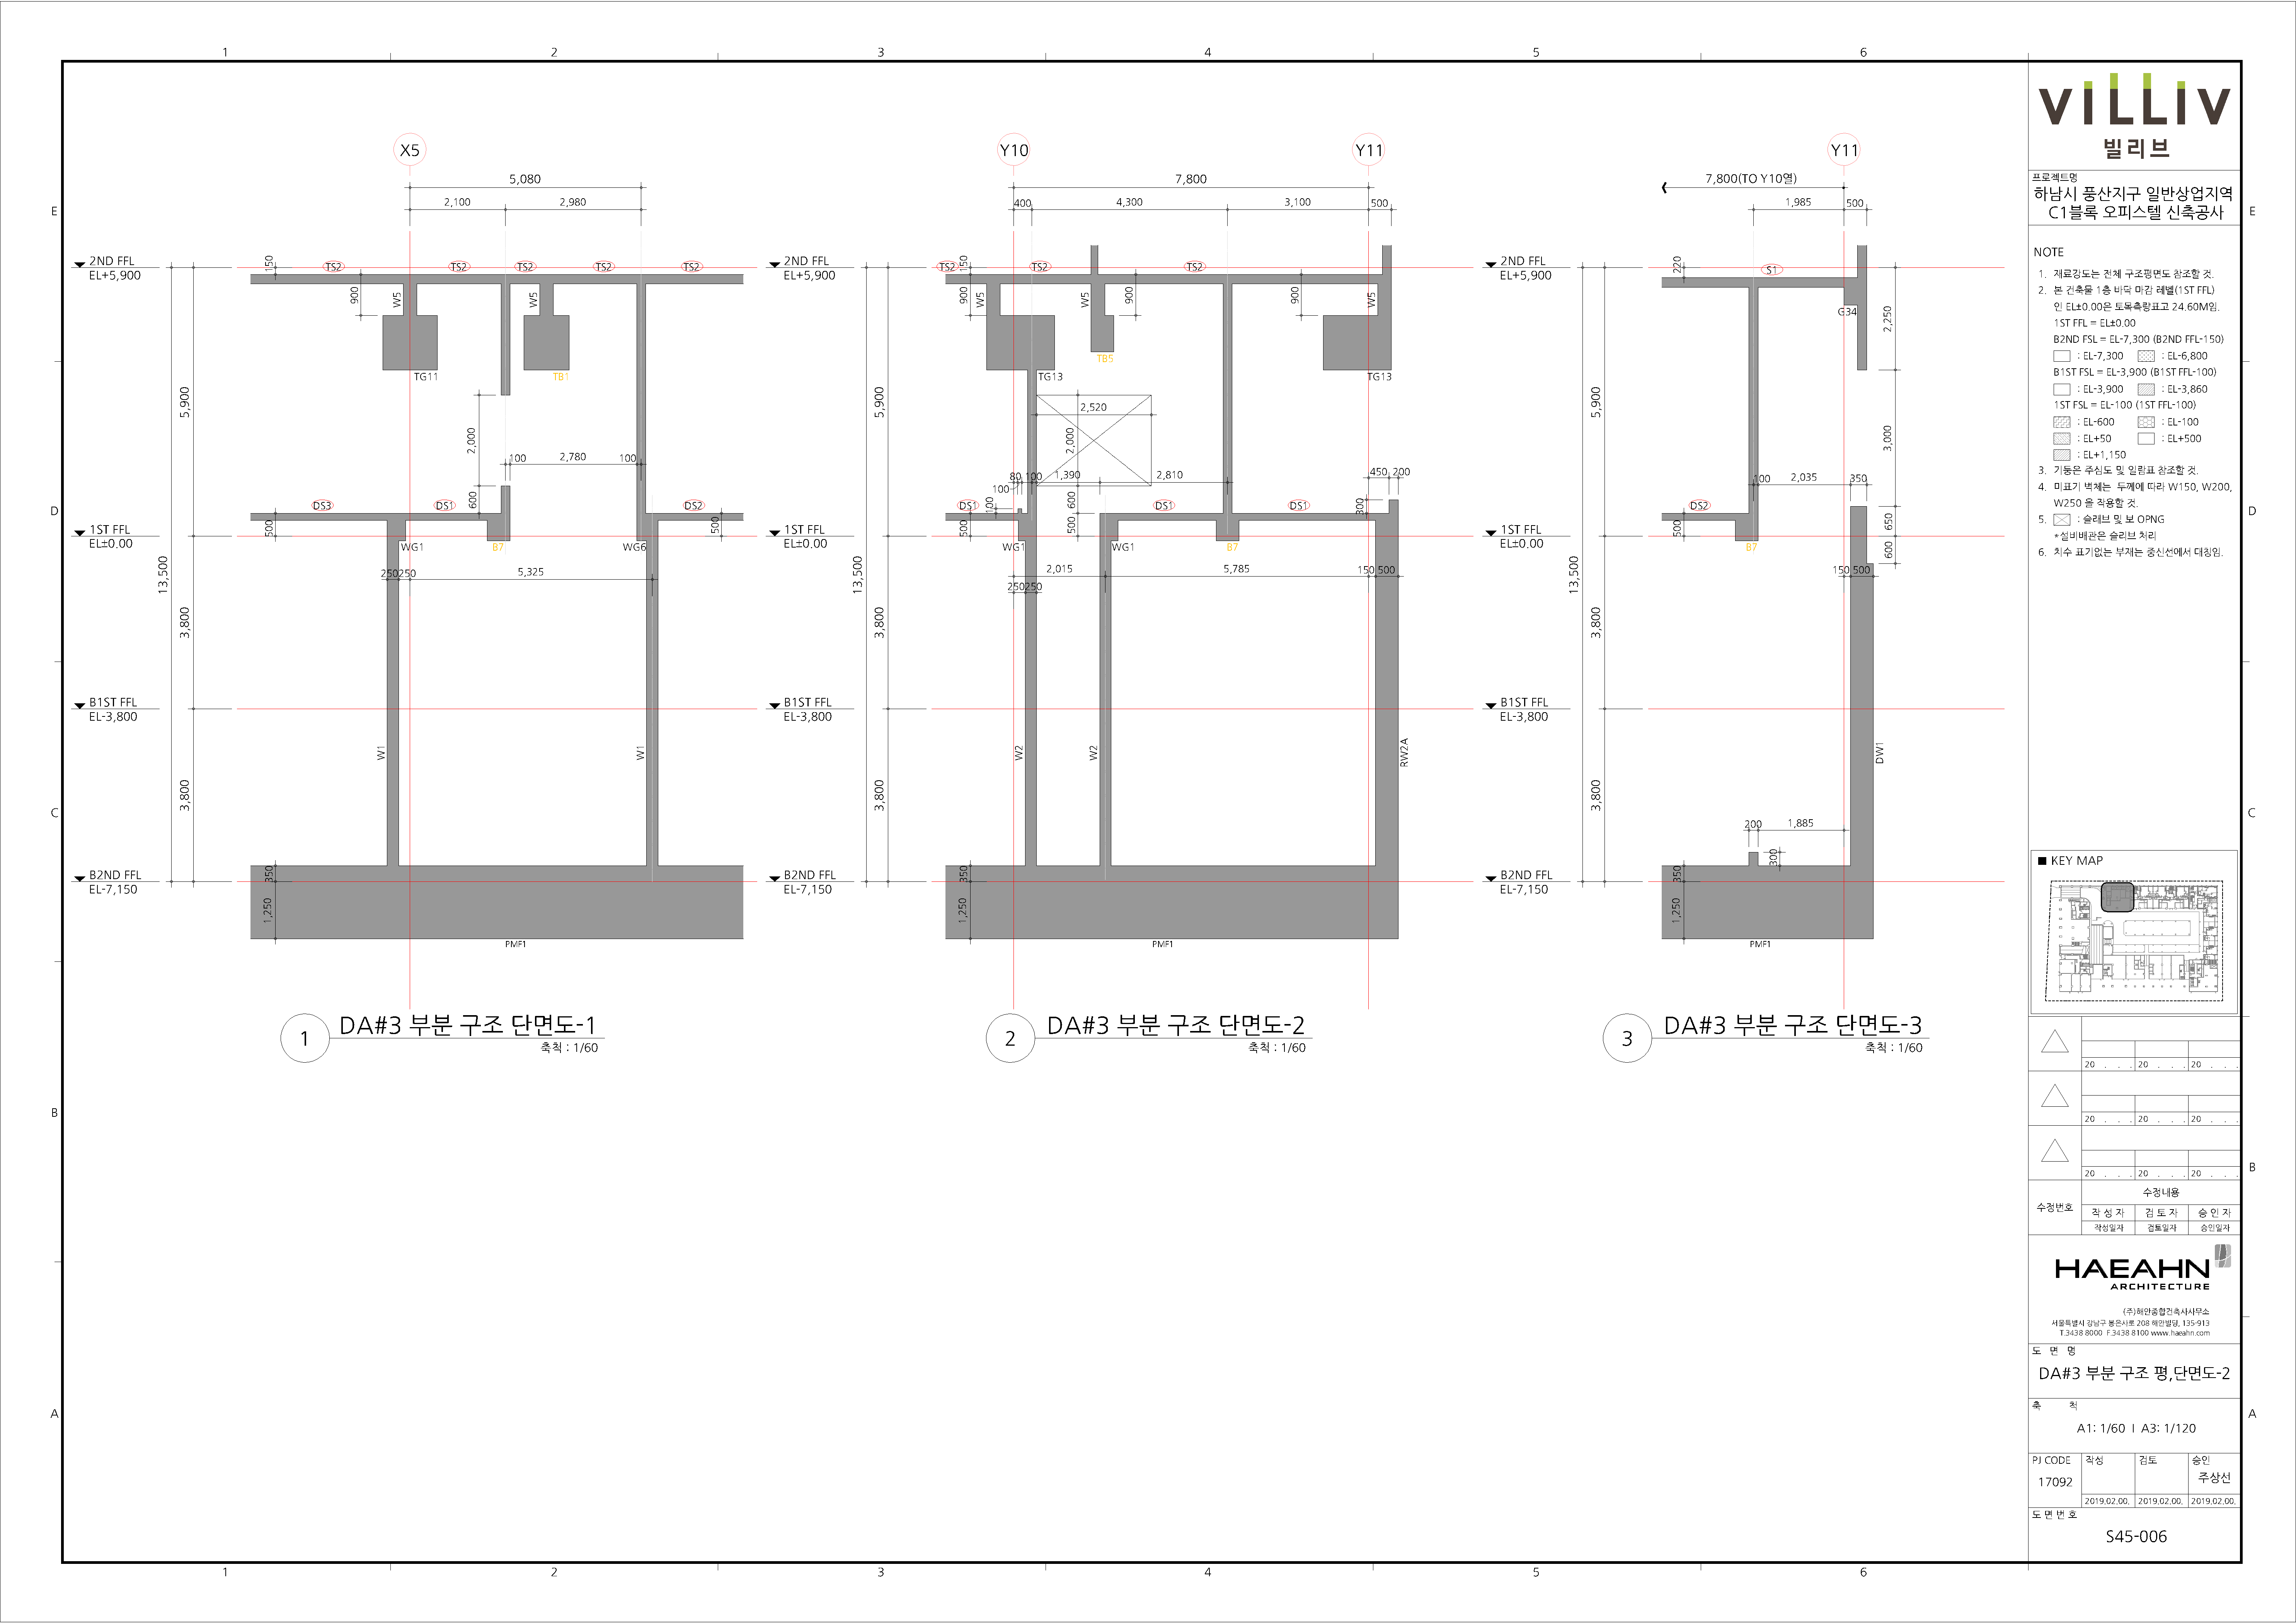 1 2 3 4 5 6
E
D
C
B
A
X5
5,080
2,100 2,980
2ND FFL
EL+5,900
150
TS2 TS2 TS2 TS2 TS2
900
W5 W5
TG11
TB1
5,900
2,000
100 2,780 100
600
DS3 DS1 DS2
1ST FFL
EL±0.00
500 500
WG1 B7 WG6
250 250 5,325
13,500
3,800
B1ST FFL
EL-3,800
W1 W1
3,800
B2ND FFL
EL-7,150
350
1,250
PMF1
1 DA#3 부분 구조 단면도-1
축척 : 1/60
Y10 Y11
7,800
400 4,300 3,100 500
2ND FFL
EL+5,900
TS2 150 TS2 TS2
900 W5 W5 900 900 W5
TB5
TG13 TG13
5,900
2,520
2,000
80 100 1,390 2,810 450 200
100
100 600 300
DS1 DS1 DS1
1ST FFL
EL±0.00
500 500
WG1 WG1 B7
2,015 5,785 150 500
250 250
13,500
3,800
B1ST FFL
EL-3,800
W2 W2 RW2A
3,800
B2ND FFL
EL-7,150
350
1,250
PMF1
2 DA#3 부분 구조 단면도-2
축척 : 1/60
Y11
7,800(TO Y10열)
1,985 500
2ND FFL
EL+5,900
220
S1
G34
2,250
5,900
3,000
100 2,035 350
DS2
1ST FFL
EL±0.00
500
B7
650
600
150 500
13,500
3,800
B1ST FFL
EL-3,800
DW1
3,800
200 1,885
300
B2ND FFL
EL-7,150
350
1,250
PMF1
3 DA#3 부분 구조 단면도-3
축척 : 1/60
VILLIV
빌리브
프로젝트명
하남시 풍산지구 일반상업지역
C1블록 오피스텔 신축공사
NOTE
1. 재료강도는 전체 구조평면도 참조할 것.
2. 본 건축물 1층 바닥 마감 레벨(1ST FFL)
인 EL±0.00은 토목측량표고 24.60M임.
1ST FFL = EL±0.00
B2ND FSL = EL-7,300 (B2ND FFL-150)
: EL-7,300 : EL-6,800
B1ST FSL = EL-3,900 (B1ST FFL-100)
: EL-3,900 : EL-3,860
1ST FSL = EL-100 (1ST FFL-100)
: EL-600 : EL-100
: EL+50 : EL+500
: EL+1,150
3. 기둥은 주심도 및 일람표 참조할 것.
4. 미표기 벽체는 두께에 따라 W150, W200,
W250 을 적용할 것.
5. : 슬래브 및 보 OPNG
*설비배관은 슬리브 처리
6. 치수 표기없는 부재는 중심선에서 대칭임.
■ KEY MAP
20 . . . 20 . . . 20 . . .
20 . . . 20 . . . 20 . . .
20 . . . 20 . . . 20 . . .
수정번호
수정내용
작 성 자 검 토 자 승 인 자
작성일자 검토일자 승인일자
HAEAHN
ARCHITECTURE
(주)해안종합건축사사무소
서울특별시 강남구 봉은사로 208 해안빌딩, 135-913
T.3438 8000 F.3438 8100 www.haeahn.com
도 면 명
DA#3 부분 구조 평,단면도-2
축 척
A1: 1/60 I A3: 1/120
PJ CODE 작성 검토 승인
17092 주상선
2019.02.00. 2019.02.00. 2019.02.00.
도 면 번 호
S45-006
E
D
C
B
A
1 2 3 4 5 6